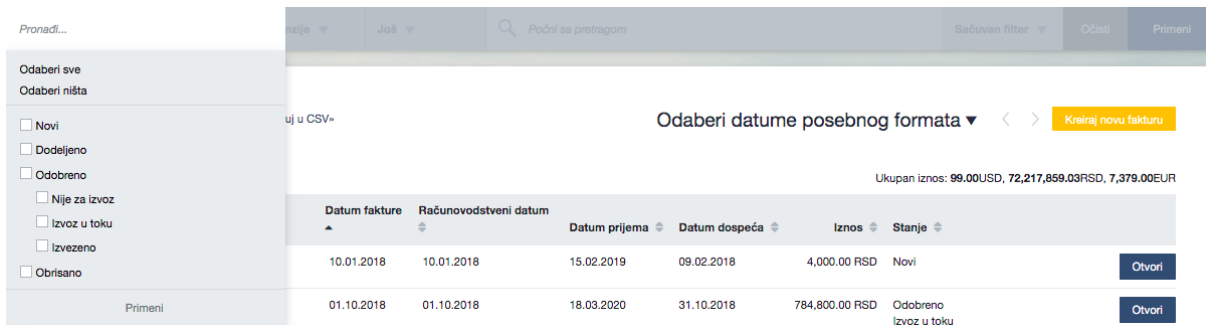 Pronađi...
nzije
Još
Počni sa pretragom
Sačuvan filter
Očisti
Primeni
Odaberi sve
Odaberi ništa
Novi
Dodeljeno
Odobreno
Nije za izvoz
Izvoz u toku
Izvezeno
Obrisano
Primeni
uj u CSV»
Odaberi datume posebnog formata
Kreiraj novu fakturu
Ukupan iznos: 99.00USD, 72,217,859.03RSD, 7,379.00EUR
Datum fakture Računovodstveni datum Datum prijema Datum dospeća Iznos Stanje
10.01.2018 10.01.2018 15.02.2019 09.02.2018 4,000.00 RSD Novi Otvori
01.10.2018 01.10.2018 18.03.2020 31.10.2018 784,800.00 RSD Odobreno Otvori
Izvoz u toku